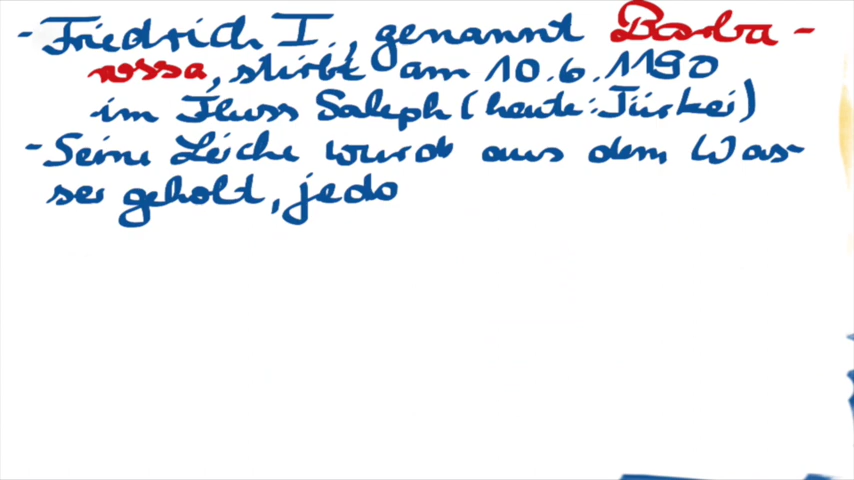 - Friedrich I., genannt Barba-
rossa, stirbt am 10.6.1190
im Fluss Saleph (heute: Türkei)
- Seine Leiche wurde aus dem Was-
ser geholt, jedo